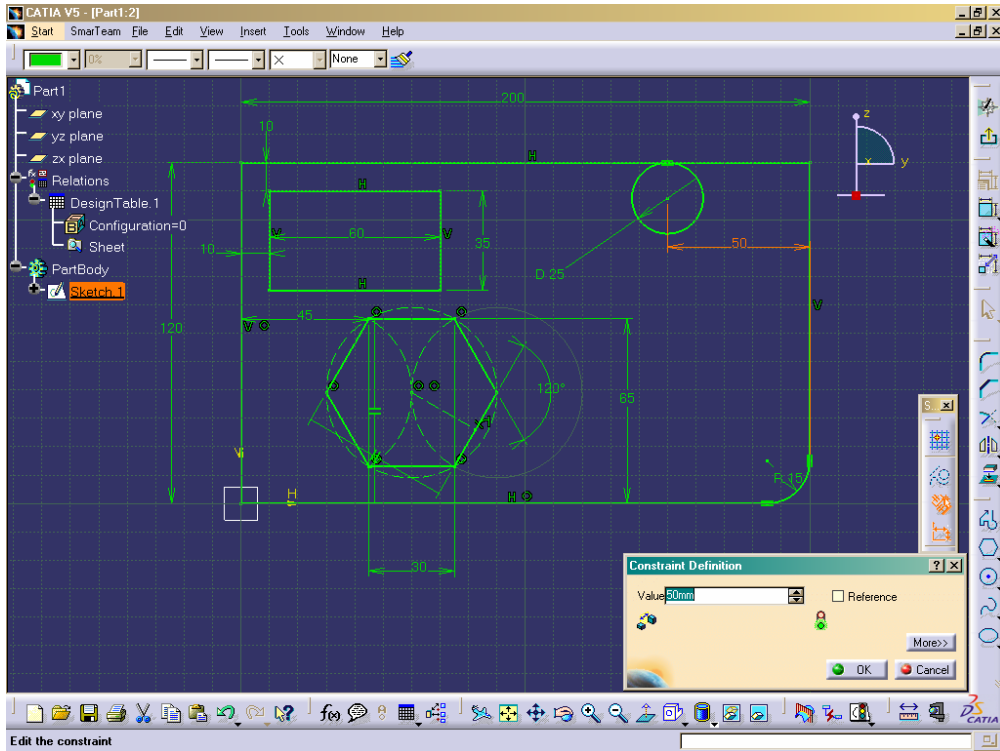 CATIA V5 - [Part1:2]
Start SmarTeam File Edit View Insert Tools Window Help
0% None
Part1
xy plane
yz plane
zx plane
Relations
DesignTable.1
Configuration=0
Sheet
PartBody
Sketch.1
200
10
H
z
x y
H
V 60 V 35
50
10
D 25
H
45
V
120 V
120°
65
V
H
R 15
H
30
S
Constraint Definition
Value 50mm Reference
More>>
OK Cancel
f(x)
CATIA
Edit the constraint